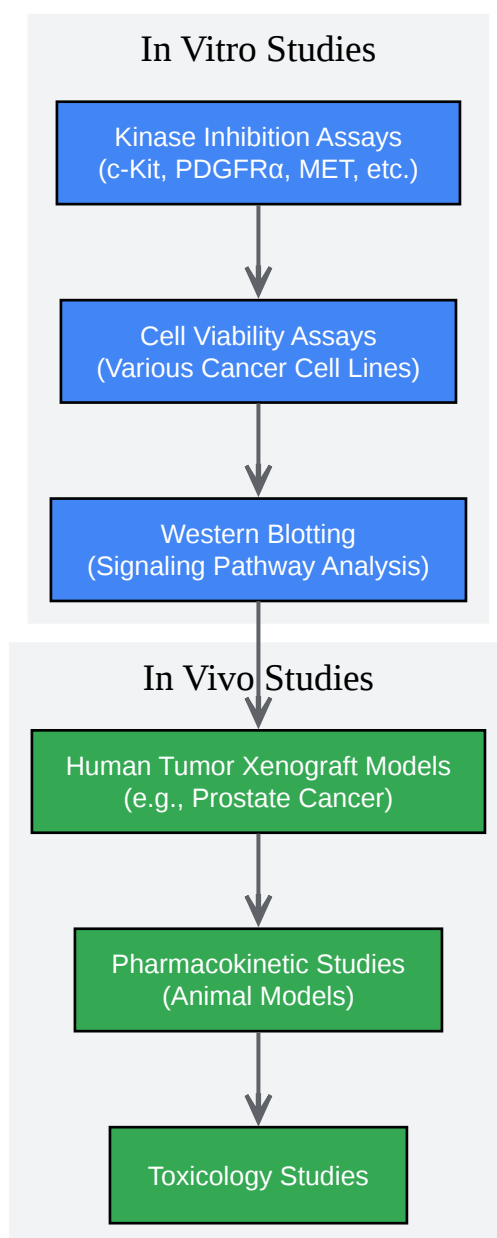 In Vitro Studies
Kinase Inhibition Assays
(c-Kit, PDGFRα, MET, etc.)
Cell Viability Assays
(Various Cancer Cell Lines)
Western Blotting
(Signaling Pathway Analysis)
In Vivo Studies
Human Tumor Xenograft Models
(e.g., Prostate Cancer)
Pharmacokinetic Studies
(Animal Models)
Toxicology Studies